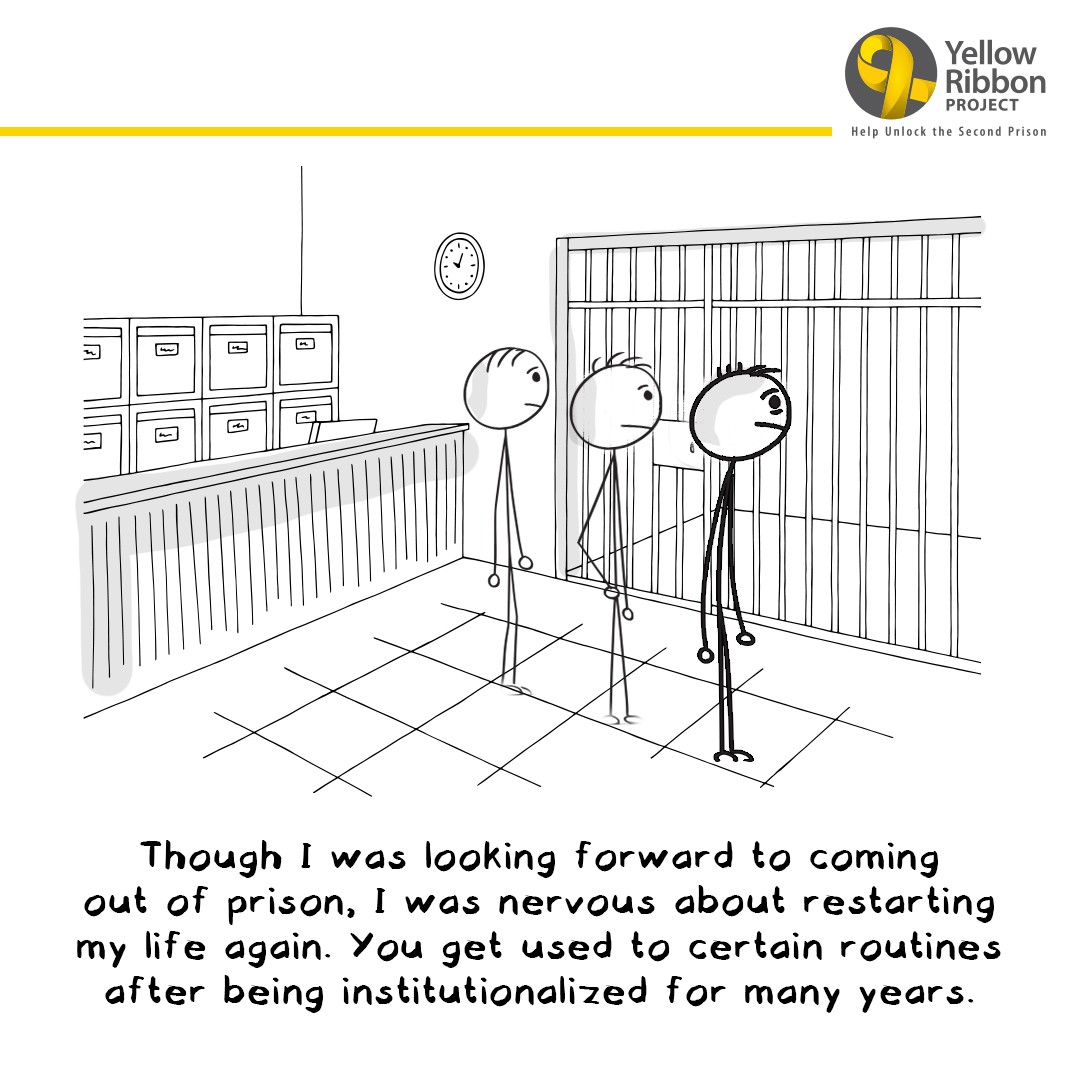 Yellow
Ribbon
PROJECT
Help Unlock the Second Prison
Though I was looking forward to coming
out of prison, I was nervous about restarting
my life again. You get used to certain routines
after being institutionalized for many years.